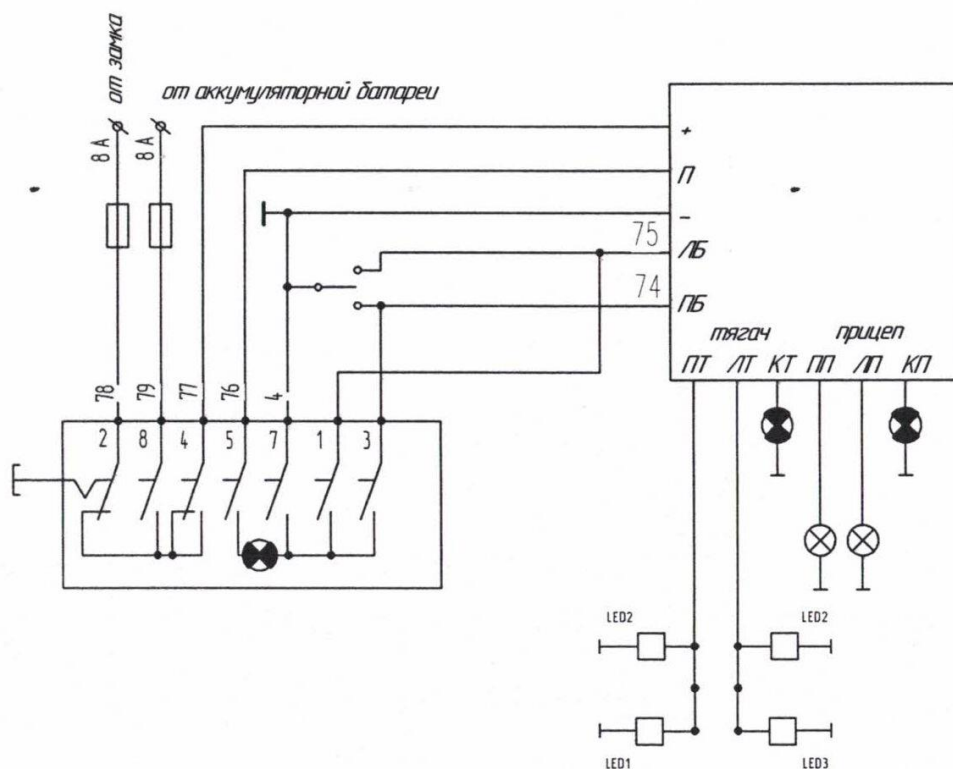 от замка
от аккумуляторной батареи
8 А
8 А
+
П
-
75
ЛБ
74
ПБ
тягач
прицеп
ПТ ЛТ КТ ПП ЛП КП
78 79 77 76 4
2 8 4 5 7 1 3
LED2
LED2
LED1
LED3